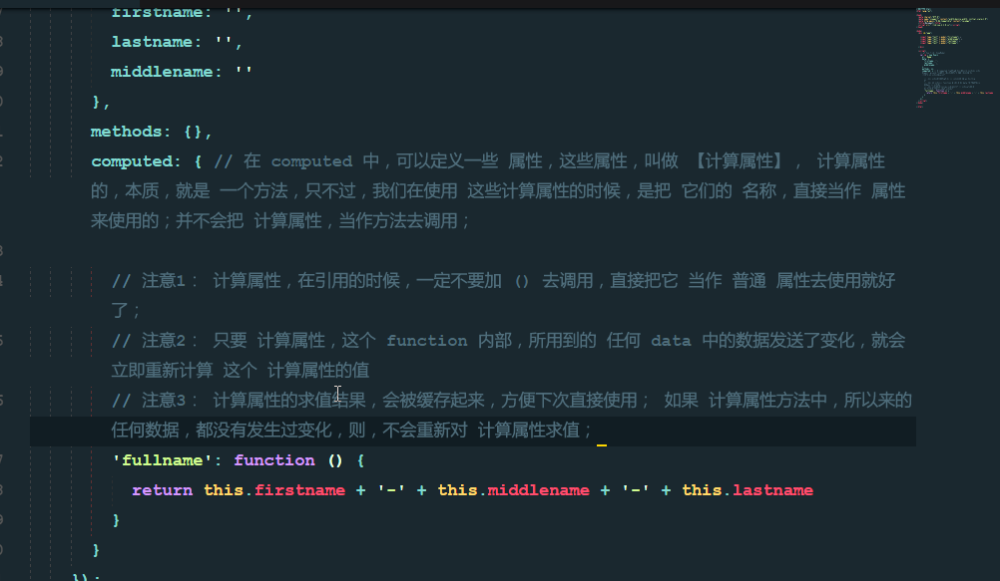 firstname: '',
lastname: '',
middlename: ''
},
methods: {},
computed: { // 在 computed 中，可以定义一些 属性，这些属性，叫做 【计算属性】， 计算属性
的，本质，就是 一个方法，只不过，我们在使用 这些计算属性的时候，是把 它们的 名称，直接当作 属性
来使用的；并不会把 计算属性，当作方法去调用；
// 注意1： 计算属性，在引用的时候，一定不要加 () 去调用，直接把它 当作 普通 属性去使用就好
了；
// 注意2： 只要 计算属性，这个 function 内部，所用到的 任何 data 中的数据发送了变化，就会
立即重新计算 这个 计算属性的值
// 注意3： 计算属性的求值结果，会被缓存起来，方便下次直接使用； 如果 计算属性方法中，所以来的
任何数据，都没有发生过变化，则，不会重新对 计算属性求值；
'fullname': function () {
return this.firstname + '-' + this.middlename + '-' + this.lastname
}
}
});